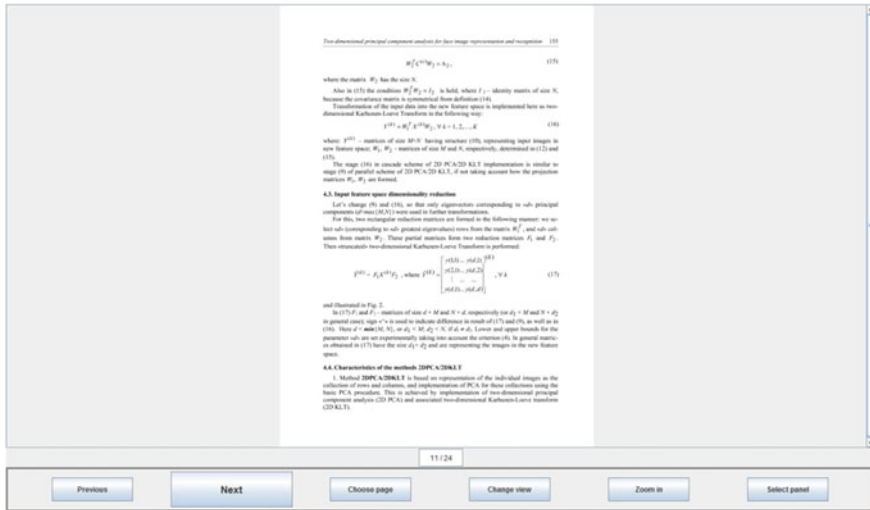 Two-dimensional principal component analysis for face image representation and recognition 155
(15)
where the matrix W₂ has the size N.
Also in (15) the condition is held, where – identity matrix of size N,
because the covariance matrix is symmetrical from definition (14).
Transformation of the input data into the new feature space is implemented here as two-
dimensional Karhunen-Loeve Transform in the following way:
(16)
where – matrices of size M×N having structure (10), representing input images in
new feature space; W₁, W₂ – matrices of size M and N, respectively, determined in (12) and
(15).
The stage (16) in cascade scheme of 2D PCA/2D KLT implementation is similar to
stage (9) of parallel scheme of 2D PCA/2D KLT, if not taking account how the projection
matrices W₁, W₂ are formed.
4.3. Input feature space dimensionality reduction
Let's change (9) and (16), so that only eigenvectors corresponding to «d» principal
components were used in further transformations.
For this, two rectangular reduction matrices are formed in the following manner: we se-
lect «d» (corresponding to «d» greatest eigenvalues) rows from the matrix , and «d» col-
umns from matrix W₂. These partial matrices form two reduction matrices F₁ and F₂.
Then «truncated» two-dimensional Karhunen-Loeve Transform is performed:
, where
(17)
and illustrated in Fig. 2.
In (17) F₁ and F₂ – matrices of size and , respectively
in general case); sign is used to indicate difference in result of (17) and (9), as well as in
(16). Here Lower and upper bounds for the
parameter «d» are set experimentally taking into account the criterion (4). In general matric-
es obtained in (17) have the size and are representing the images in the new feature
space.
4.4. Characteristics of the methods 2DPCA/2DKLT
1. Method 2DPCA/2DKLT is based on representation of the individual images as the
collection of rows and columns, and implementation of PCA for these collections using the
basic PCA procedure. This is achieved by implementation of two-dimensional principal
component analysis (2D PCA) and associated two-dimensional Karhunen-Loeve transform
(2D KLT).
11 / 24
Previous Next Choose page Change view Zoom in Select panel